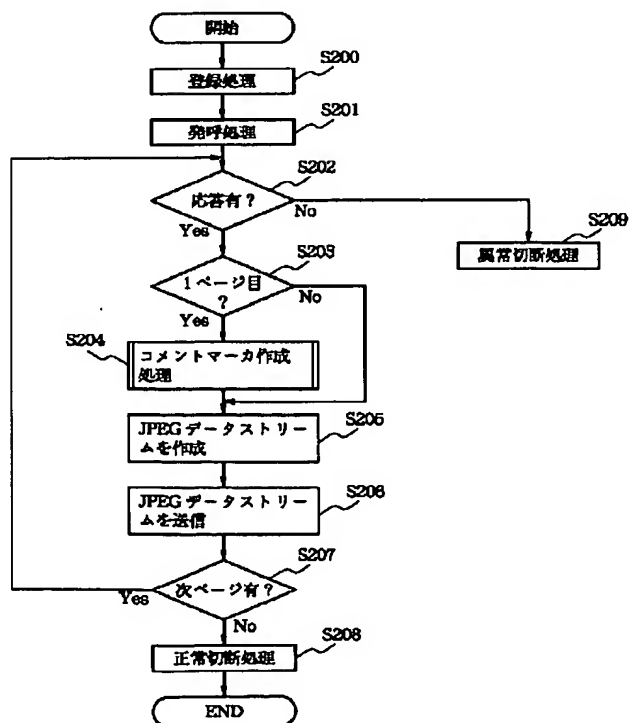 開始
S200
登録処理
S201
発呼処理
S202
応答有？
No
Yes
S209
異常切断処理
S203
1ページ目
？
No
Yes
S204
コメントマーカ作成
処理
S205
JPEGデータストリー
ムを作成
S206
JPEGデータストリー
ムを送信
S207
次ページ有？
Yes
No
S208
正常切断処理
END